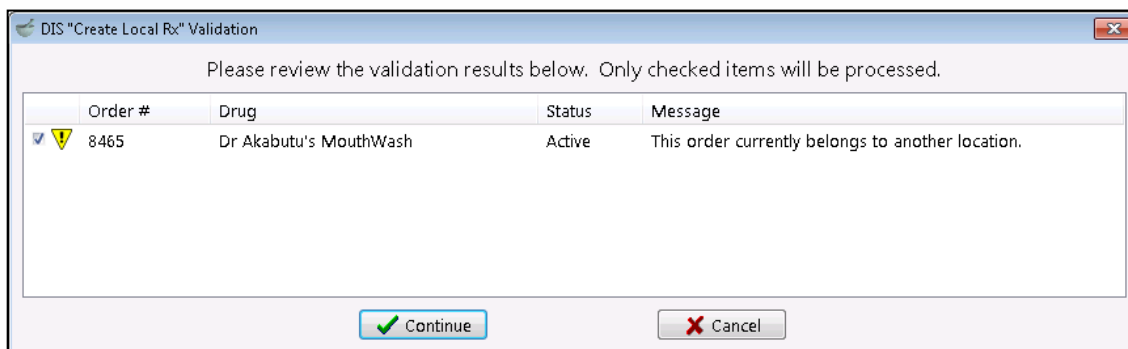 DIS "Create Local Rx" Validation
Please review the validation results below. Only checked items will be processed.
Order # Drug Status Message
8465 Dr Akabutu's MouthWash Active This order currently belongs to another location.
Continue Cancel